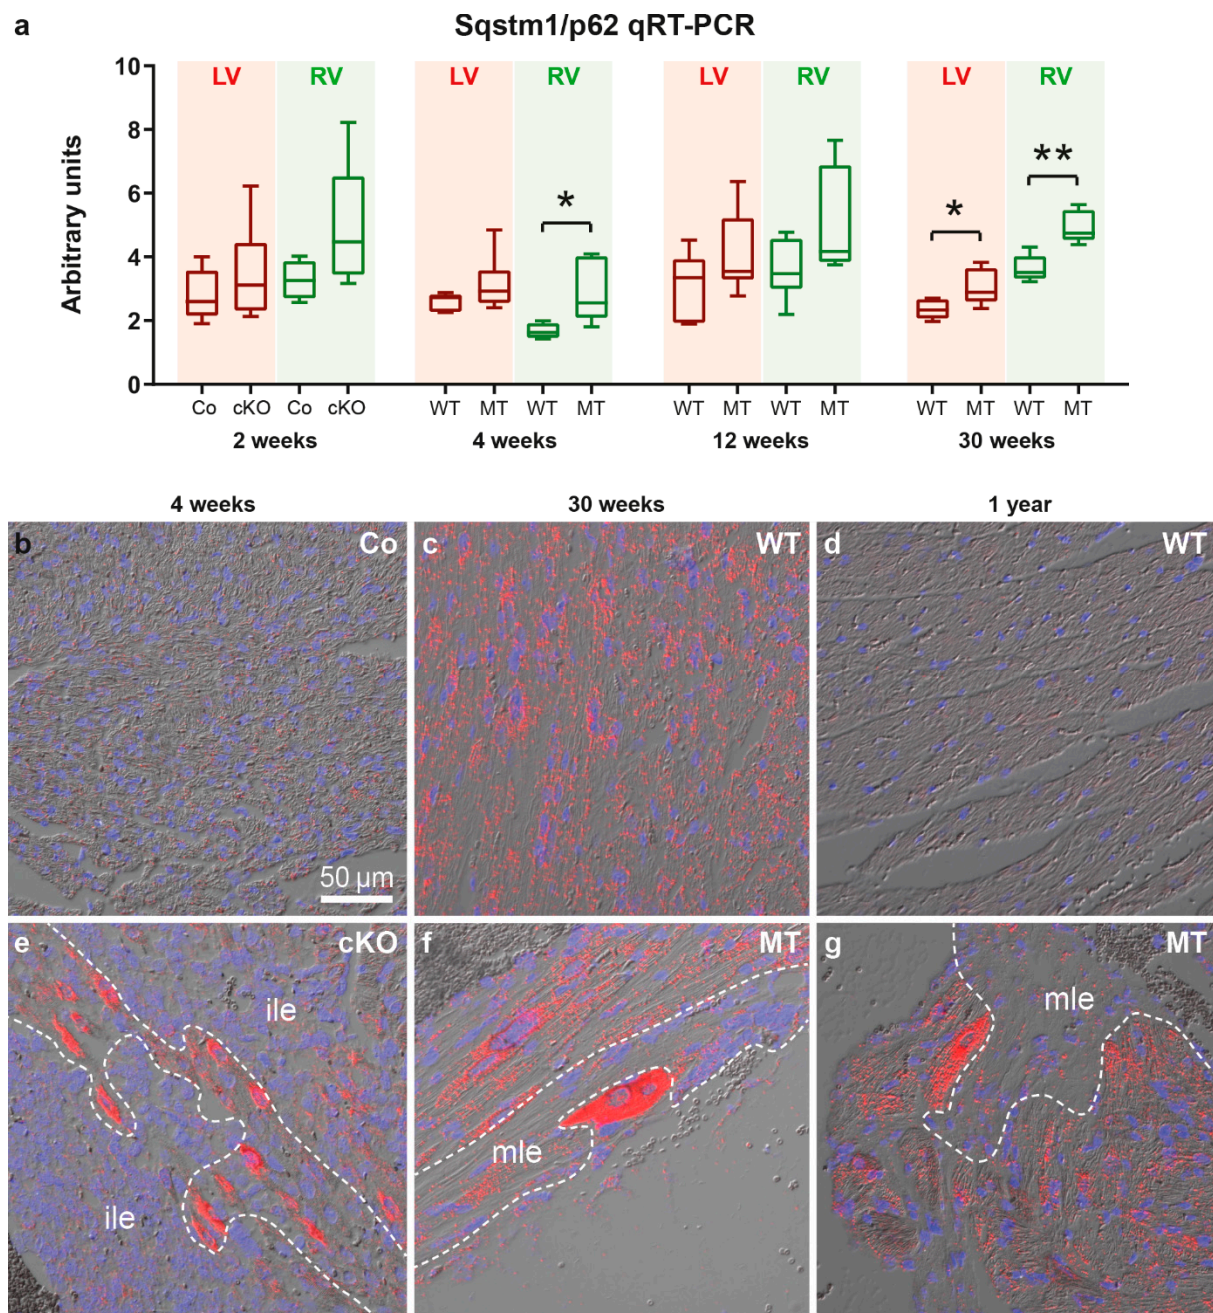 a
Sqstm1/p62 qRT-PCR
Arbitrary units
10
8
6
4
2
0
LV RV LV RV LV RV LV RV
* * **
Co cKO Co cKO WT MT WT MT WT MT WT MT WT MT WT MT
2 weeks 4 weeks 12 weeks 30 weeks
4 weeks 30 weeks 1 year
b Co c WT d WT
50 µm
e cKO f MT g MT
ile mle
mle
ile